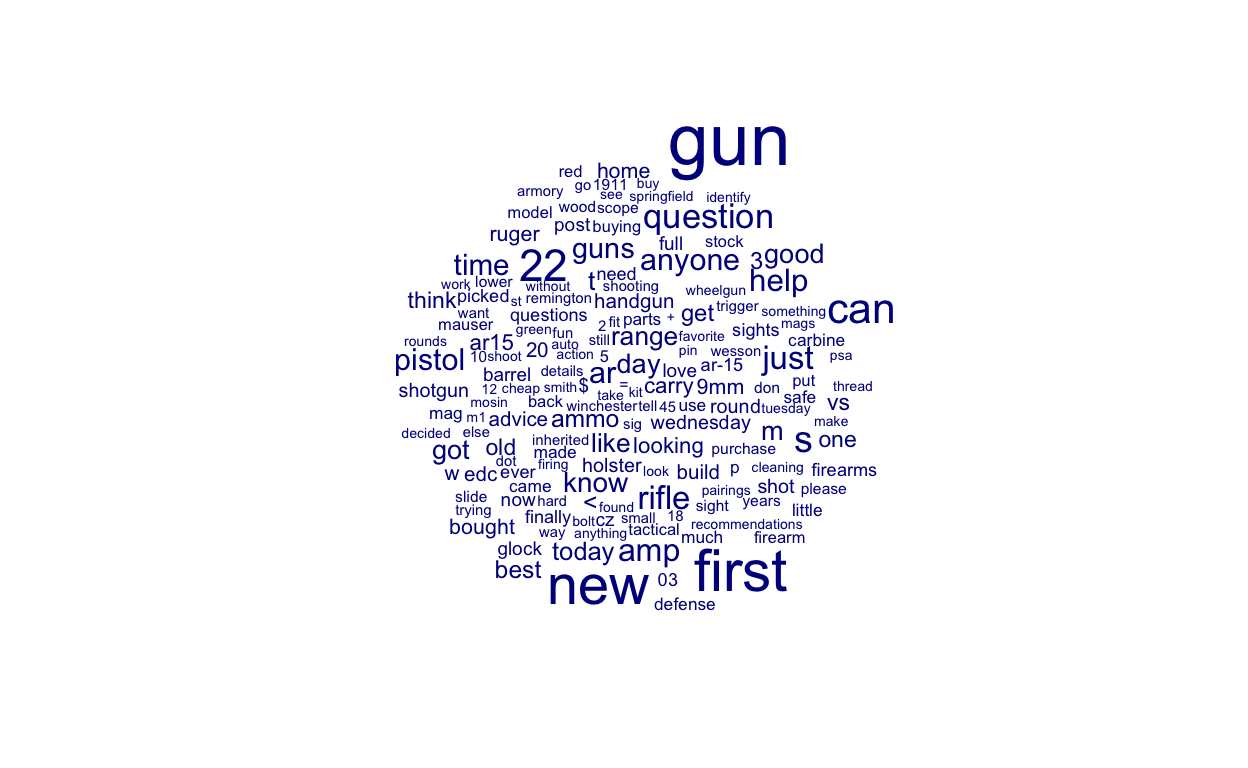 gun
red home
armory go 1911 buy
see springfield identify
model wood scope
ruger post buying question
guns full stock
time 22 anyone 3 good
t need help
work lower without shooting wheelgun
think picked st remington handgun get trigger something can
want questions 2 fit parts + sights mags
mauser green fun still range favorite carbine
rounds ar15 20 auto pin wesson psa
pistol 10 shoot action 5 day love ar-15 just
barrel details ar
shotgun 12 cheap smith $ = kit carry 9mm don put thread
mosin back take safe vs
mag m1 advice winchester tell 45 use round tuesday
ammo sig wednesday make
decided else m s one
got old inherited made like looking purchase
dot firing holster look build p cleaning firearms
w edc ever
came know rifle pairings shot please
slide now hard < found sight years little
trying
bought finally bolt cz small 18 recommendations
way anything tactical much firearm
glock today amp first
best new 03
defense